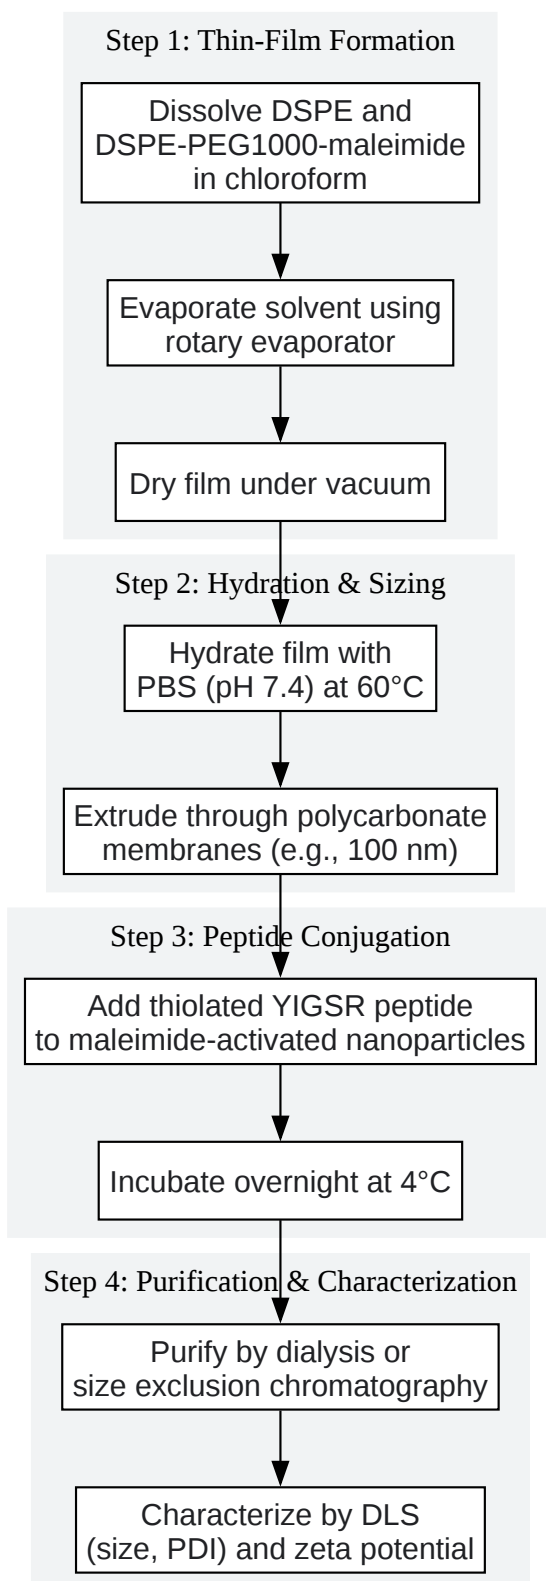 Step 1: Thin-Film Formation
Dissolve DSPE and
DSPE-PEG1000-maleimide
in chloroform
Evaporate solvent using
rotary evaporator
Dry film under vacuum
Step 2: Hydration & Sizing
Hydrate film with
PBS (pH 7.4) at 60°C
Extrude through polycarbonate
membranes (e.g., 100 nm)
Step 3: Peptide Conjugation
Add thiolated YIGSR peptide
to maleimide-activated nanoparticles
Incubate overnight at 4°C
Step 4: Purification & Characterization
Purify by dialysis or
size exclusion chromatography
Characterize by DLS
(size, PDI) and zeta potential